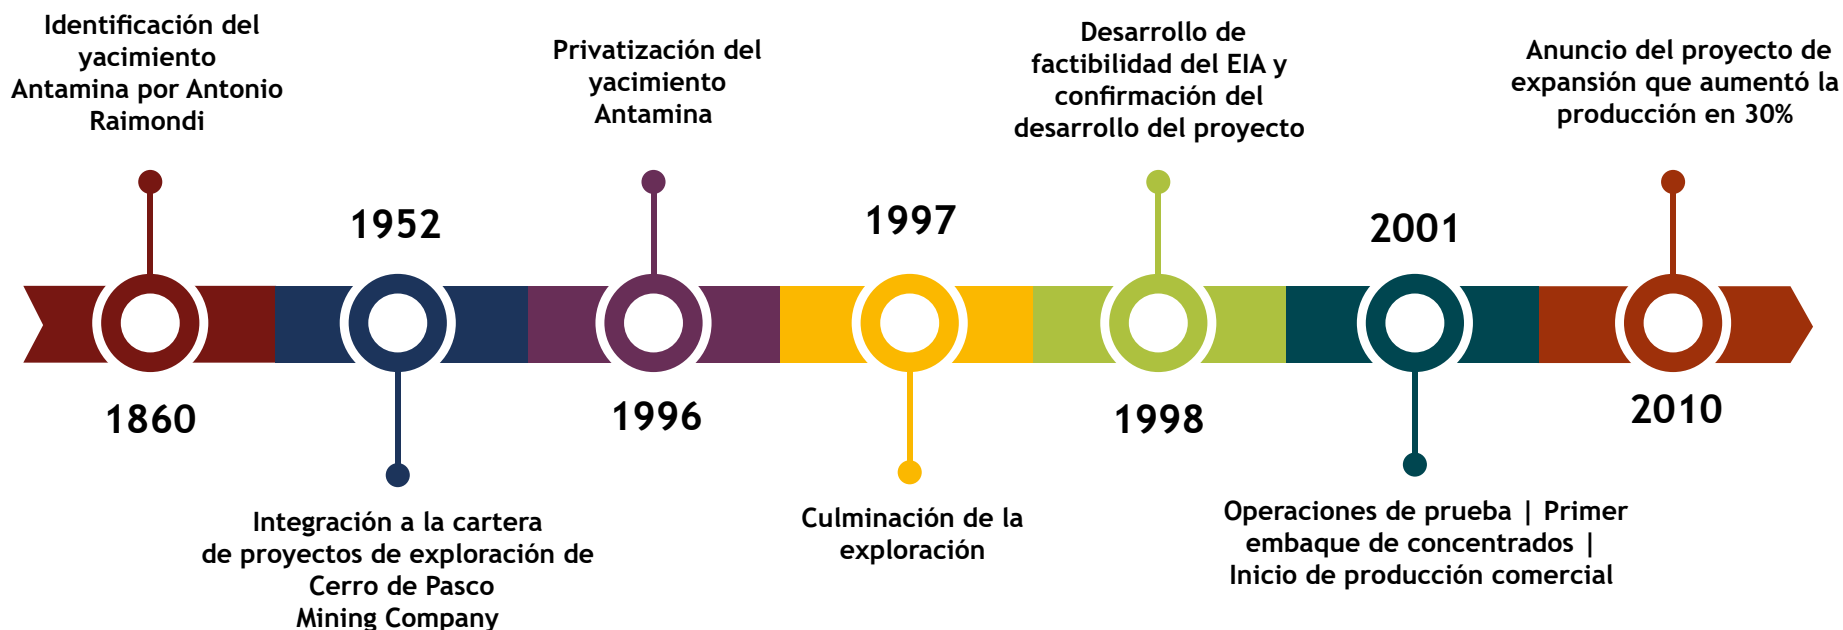 Identificación del
yacimiento
Antamina por Antonio
Raimondi
1860
1952
Integración a la cartera
de proyectos de exploración de
Cerro de Pasco
Mining Company
Privatización del
yacimiento
Antamina
1996
1997
Culminación de la
exploración
Desarrollo de
factibilidad del EIA y
confirmación del
desarrollo del proyecto
1998
2001
Operaciones de prueba | Primer
embaque de concentrados |
Inicio de producción comercial
Anuncio del proyecto de
expansión que aumentó la
producción en 30%
2010